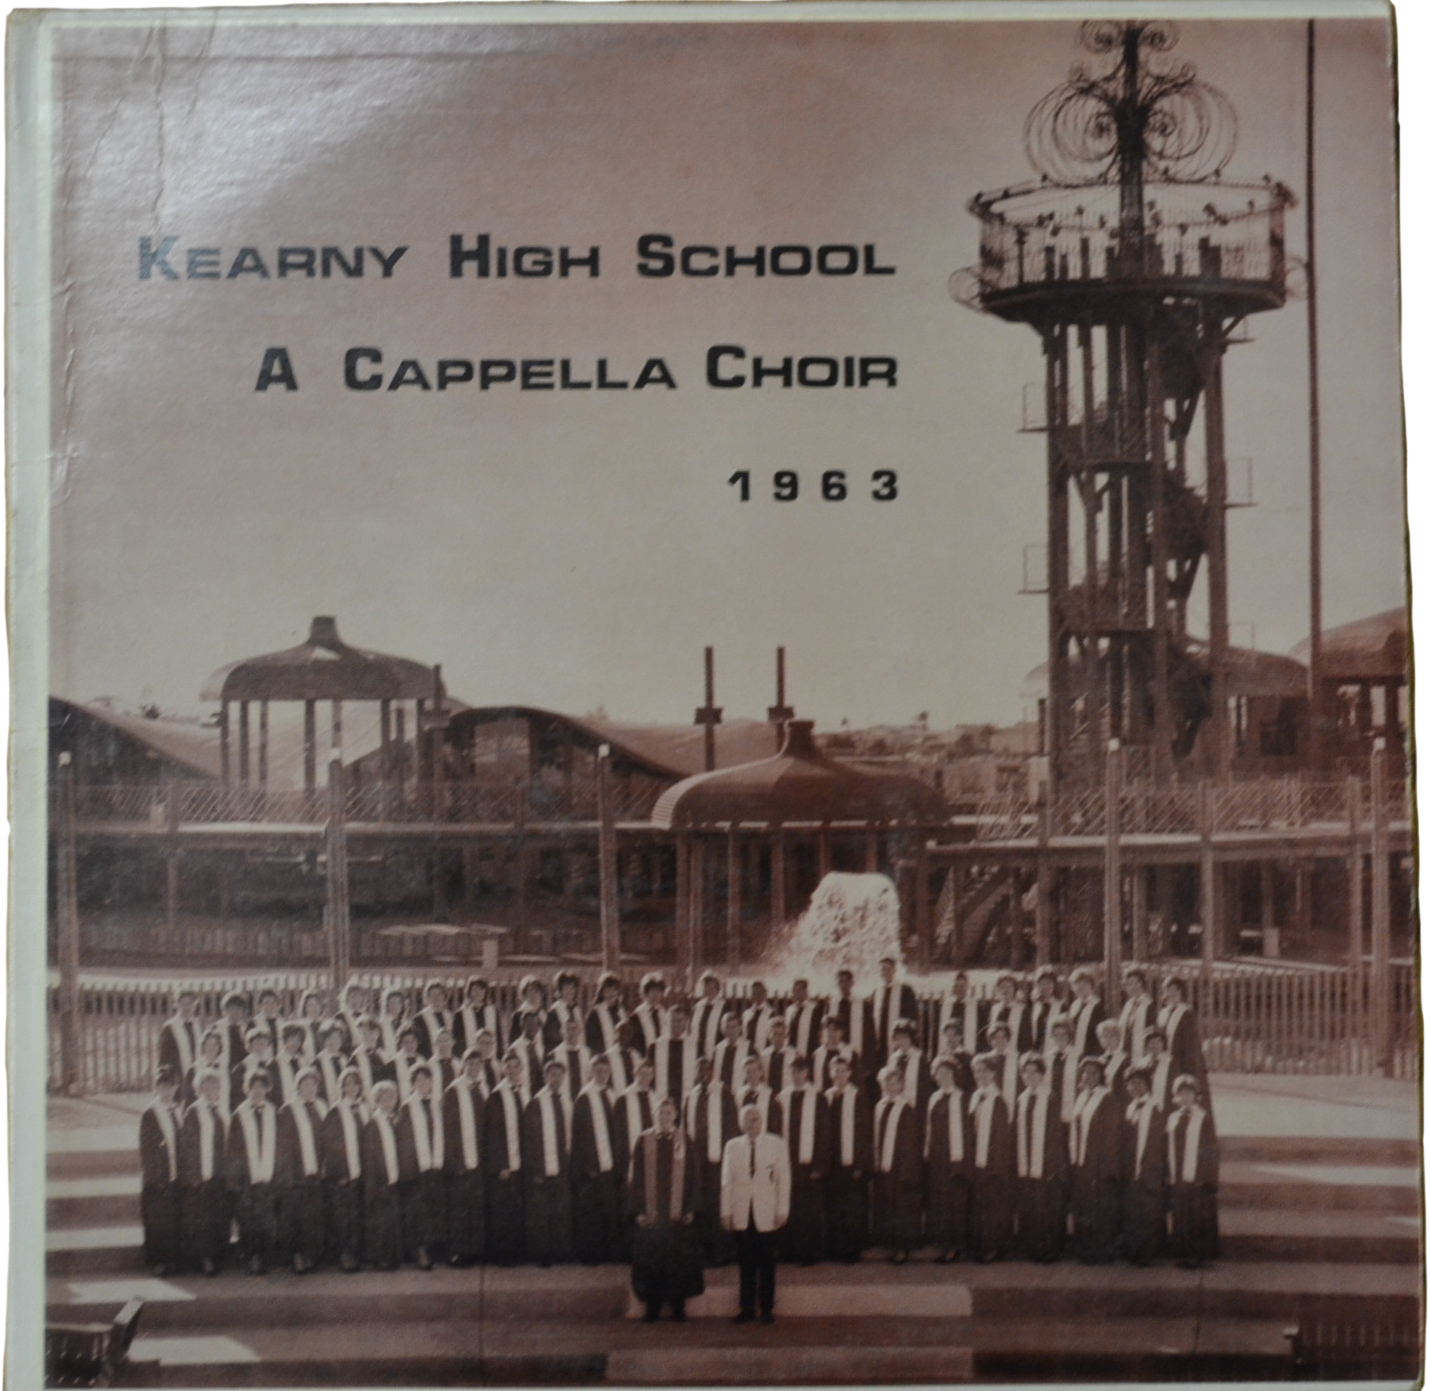 KEARNY HIGH SCHOOL
A CAPPELLA CHOIR
1963